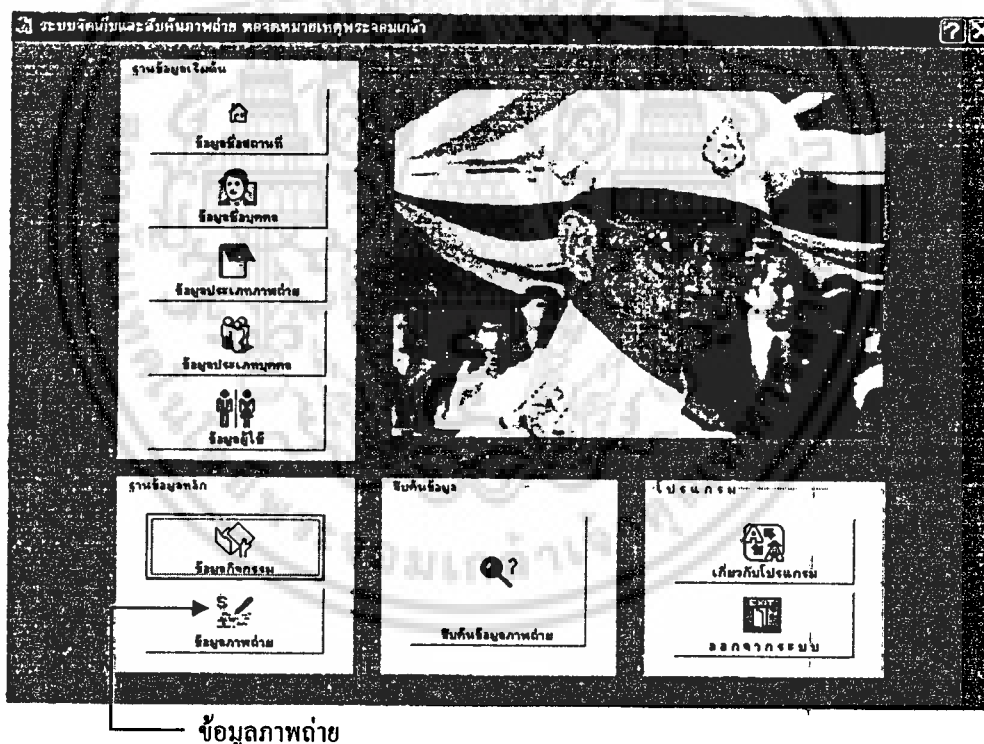 ระบบจัดเก็บและสืบค้นภาพถ่าย หอจดหมายเหตุพระจอมเกล้า
ฐานข้อมูลเริ่มต้น
ข้อมูลชื่อสถานที่
ข้อมูลชื่อบุคคล
ข้อมูลประเภทภาพถ่าย
ข้อมูลประเภทบุคคล
ข้อมูลผู้ใช้
ฐานข้อมูลหลัก
ข้อมูลกิจกรรม
ข้อมูลภาพถ่าย
สืบค้นข้อมูล
สืบค้นข้อมูลภาพถ่าย
โปรแกรม
เกี่ยวกับโปรแกรม
EXIT
ออกจากระบบ
ข้อมูลภาพถ่าย